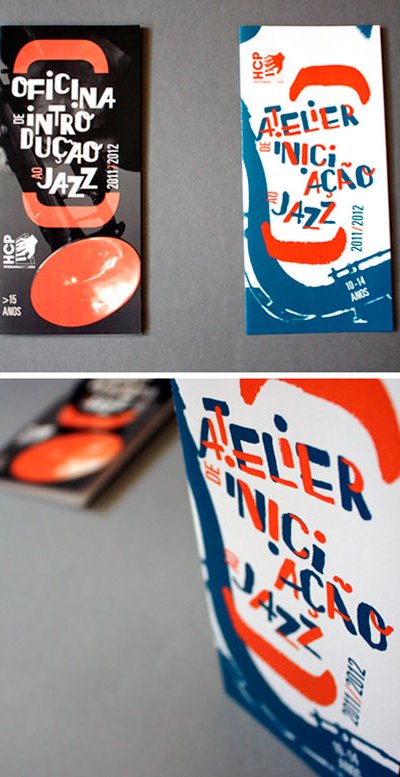 OFICINA
DE INTRO
DUÇÃO
AO JAZZ
2011/2012
HCP
>15
ANOS
HCP
ATELIER
DE INICI
AÇÃO
AO JAZZ
2011/2012
10-14
ANOS
ATELIER
DE INICI
AÇÃO
AO JAZZ
2011/2012